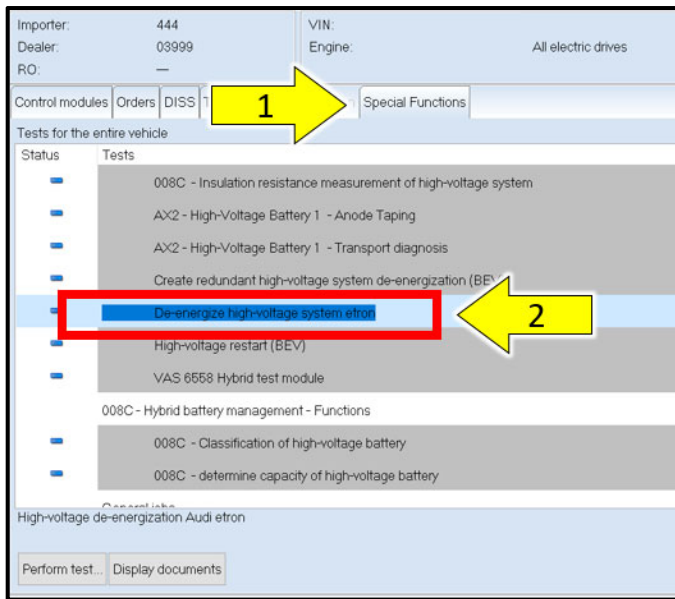 Importer: 444 VIN:
Dealer: 03999 Engine: All electric drives
RO: —
Control modules Orders DISS Special Functions
1
Tests for the entire vehicle
Status Tests
008C - Insulation resistance measurement of high-voltage system
AX2 - High-Voltage Battery 1 - Anode Taping
AX2 - High-Voltage Battery 1 - Transport diagnosis
Create redundant high-voltage system de-energization (BEV
De-energize high-voltage system etron
2
High-voltage restart (BEV)
VAS 6558 Hybrid test module
008C - Hybrid battery management - Functions
008C - Classification of high-voltage battery
008C - determine capacity of high-voltage battery
High-voltage de-energization Audi etron
Perform test... Display documents